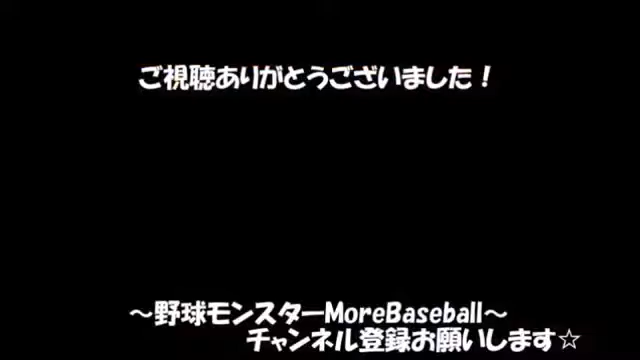 ご視聴ありがとうございました！
～野球モンスターMoreBaseball～
チャンネル登録お願いします☆